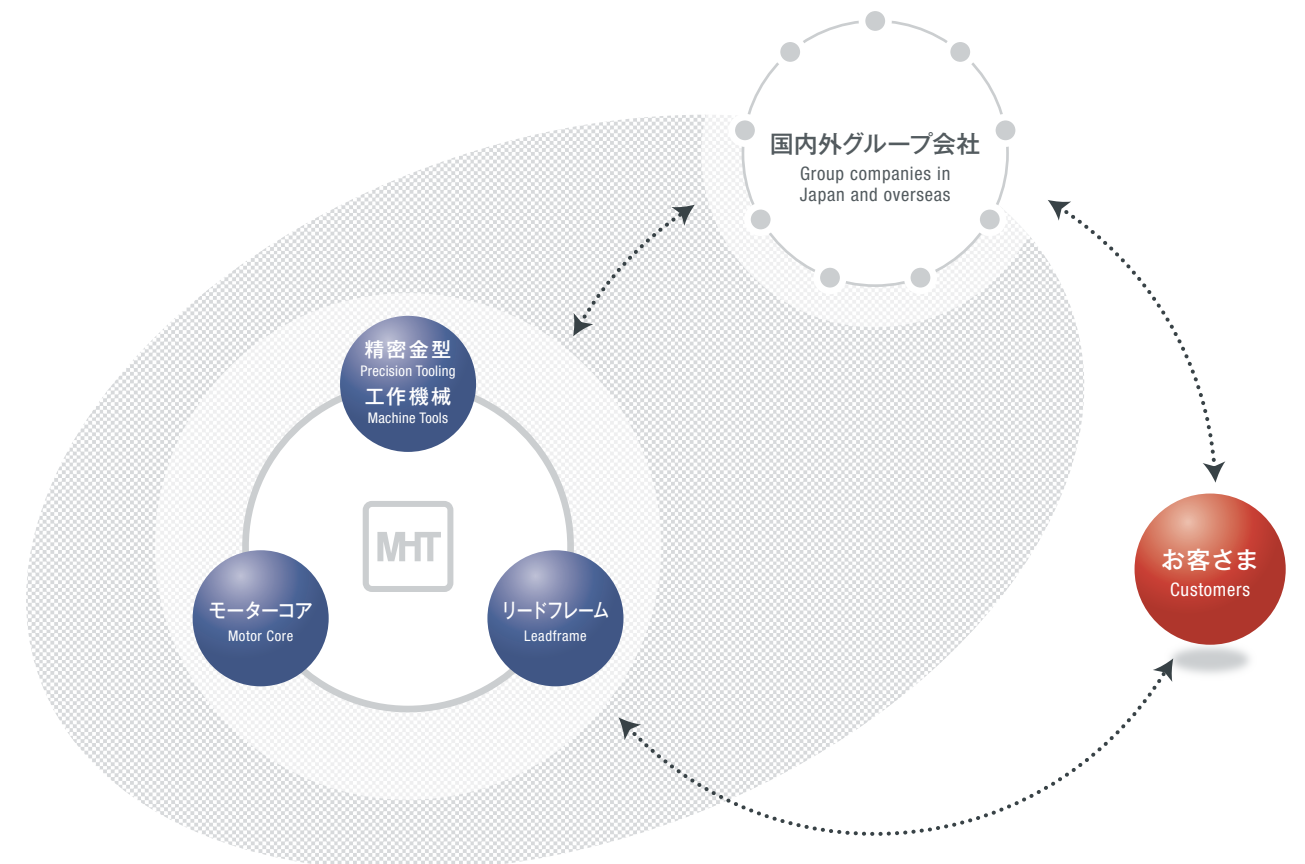 国内外グループ会社
Group companies in
Japan and overseas
精密金型
Precision Tooling
工作機械
Machine Tools
MHT
モーターコア
Motor Core
リードフレーム
Leadframe
お客さま
Customers